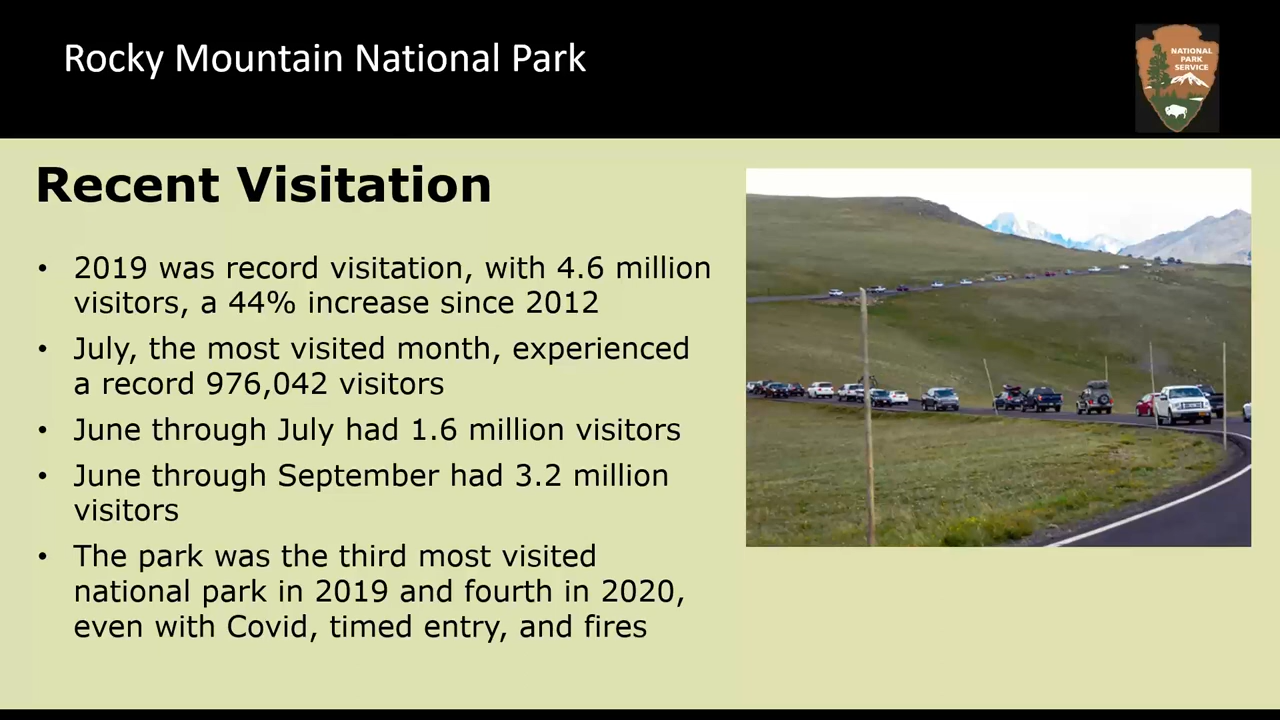 Rocky Mountain National Park
NATIONAL
PARK
SERVICE
Recent Visitation
• 2019 was record visitation, with 4.6 million
visitors, a 44% increase since 2012
• July, the most visited month, experienced
a record 976,042 visitors
• June through July had 1.6 million visitors
• June through September had 3.2 million
visitors
• The park was the third most visited
national park in 2019 and fourth in 2020,
even with Covid, timed entry, and fires